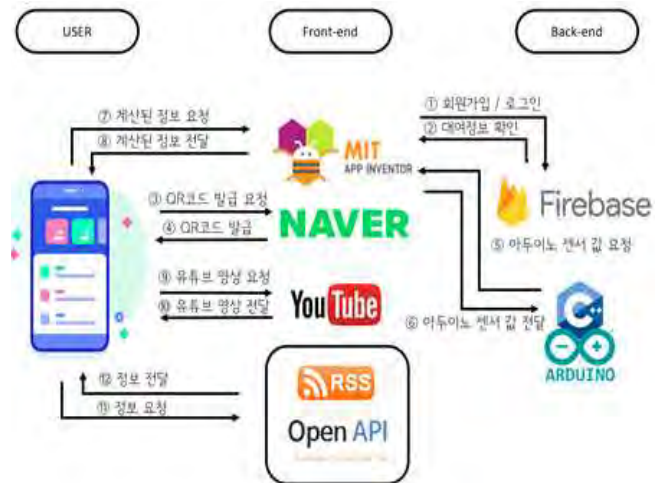 USER
Front-end
Back-end
⑦ 계산된 정보 요청
⑧ 계산된 정보 전달
① 회원가입 / 로그인
② 대여정보 확인
MIT
APP INVENTOR
③ QR코드 발급 요청
④ QR코드 발급
NAVER
Firebase
⑤ 아두이노 센서 값 요청
⑨ 유튜브 영상 요청
⑩ 유튜브 영상 전달
YouTube
⑥ 아두이노 센서 값 전달
C++
ARDUINO
⑫ 정보 전달
⑪ 정보 요청
RSS
Open API